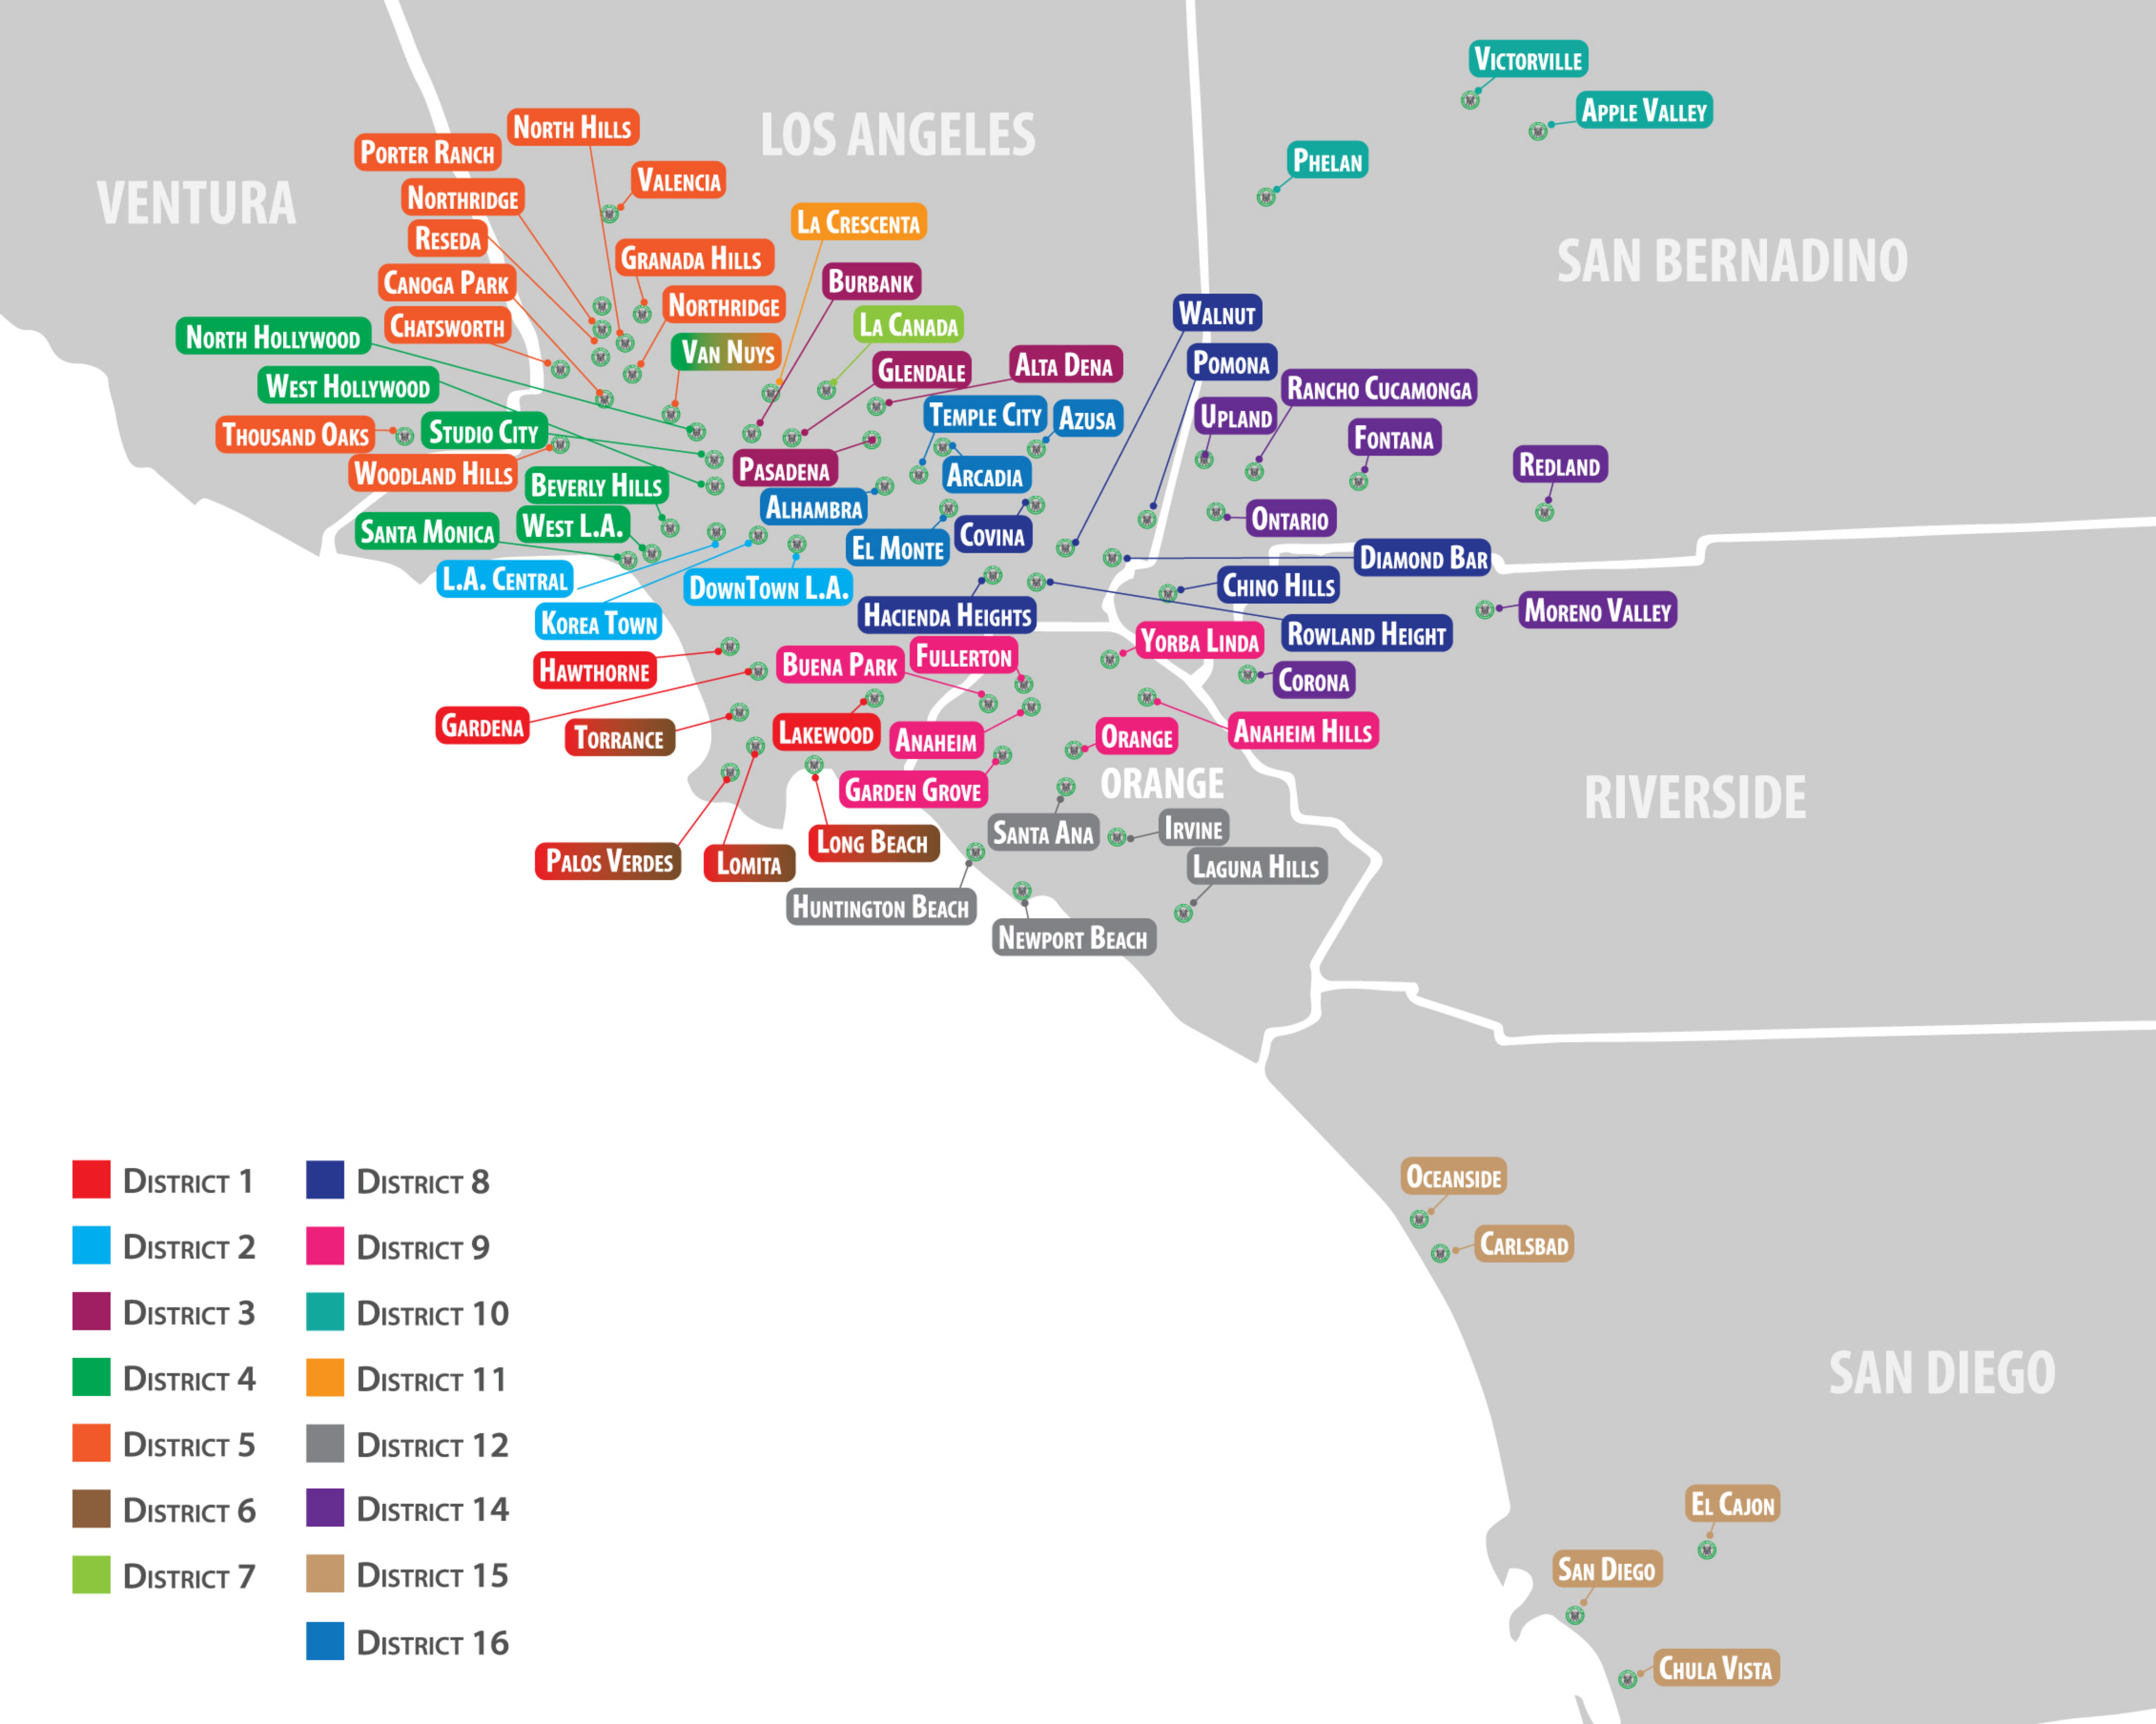 Victorville
Apple Valley
North Hills
LOS ANGELES
Porter Ranch
Phelan
Valencia
VENTURA
Northridge
La Crescenta
Reseda
Granada Hills
SAN BERNADINO
Canoga Park
Burbank
Northridge
Walnut
Chatsworth
La Canada
North Hollywood
Van Nuys
Pomona
Glendale
Alta Dena
West Hollywood
Rancho Cucamonga
Temple City
Azusa
Upland
Thousand Oaks
Studio City
Fontana
Woodland Hills
Pasadena
Arcadia
Redland
Beverly Hills
Alhambra
Santa Monica
West L.A.
Covina
Ontario
El Monte
Diamond Bar
L.A. Central
DownTown L.A.
Chino Hills
Korea Town
Hacienda Heights
Moreno Valley
Rowland Height
Yorba Linda
Hawthorne
Buena Park
Fullerton
Corona
Gardena
Torrance
Lakewood
Anaheim
Orange
Anaheim Hills
Garden Grove
ORANGE
RIVERSIDE
Santa Ana
Irvine
Long Beach
Palos Verdes
Lomita
Laguna Hills
Huntington Beach
Newport Beach
Oceanside
Carlsbad
SAN DIEGO
El Cajon
San Diego
Chula Vista
District 1
District 2
District 3
District 4
District 5
District 6
District 7
District 8
District 9
District 10
District 11
District 12
District 14
District 15
District 16